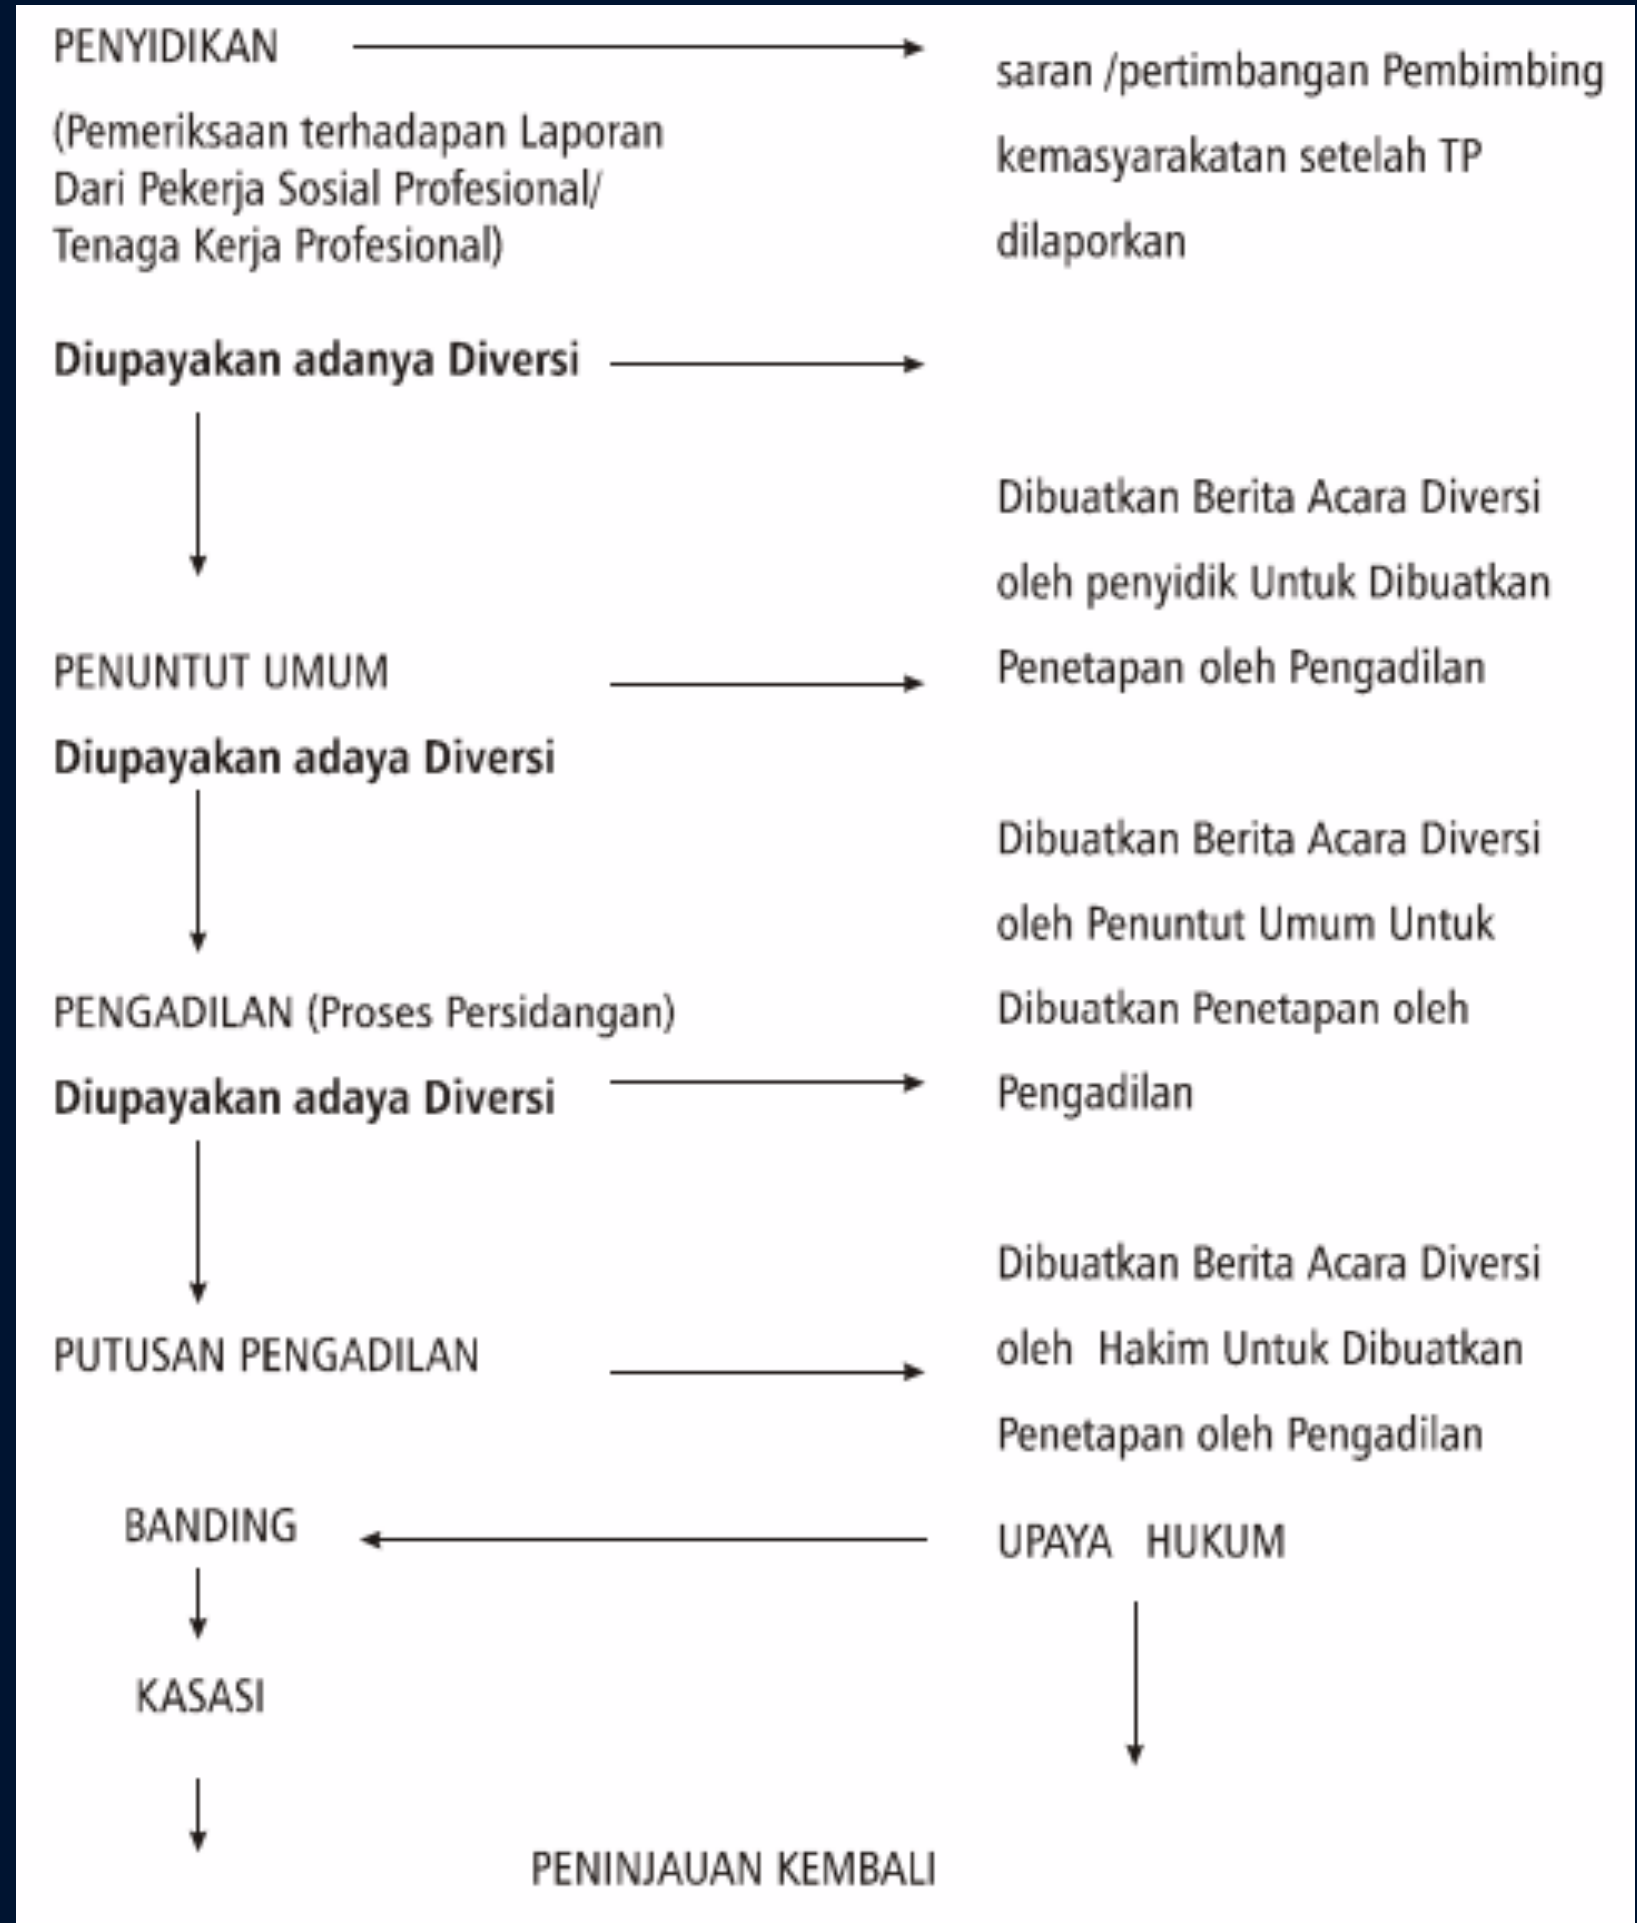 PENYIDIKAN
saran /pertimbangan Pembimbing
kemasyarakatan setelah TP
dilaporkan
(Pemeriksaan terhadapan Laporan
Dari Pekerja Sosial Profesional/
Tenaga Kerja Profesional)
Diupayakan adanya Diversi
Dibuatkan Berita Acara Diversi
oleh penyidik Untuk Dibuatkan
Penetapan oleh Pengadilan
PENUNTUT UMUM
Diupayakan adaya Diversi
Dibuatkan Berita Acara Diversi
oleh Penuntut Umum Untuk
Dibuatkan Penetapan oleh
Pengadilan
PENGADILAN (Proses Persidangan)
Diupayakan adaya Diversi
Dibuatkan Berita Acara Diversi
oleh Hakim Untuk Dibuatkan
Penetapan oleh Pengadilan
PUTUSAN PENGADILAN
BANDING
UPAYA HUKUM
KASASI
PENINJAUAN KEMBALI